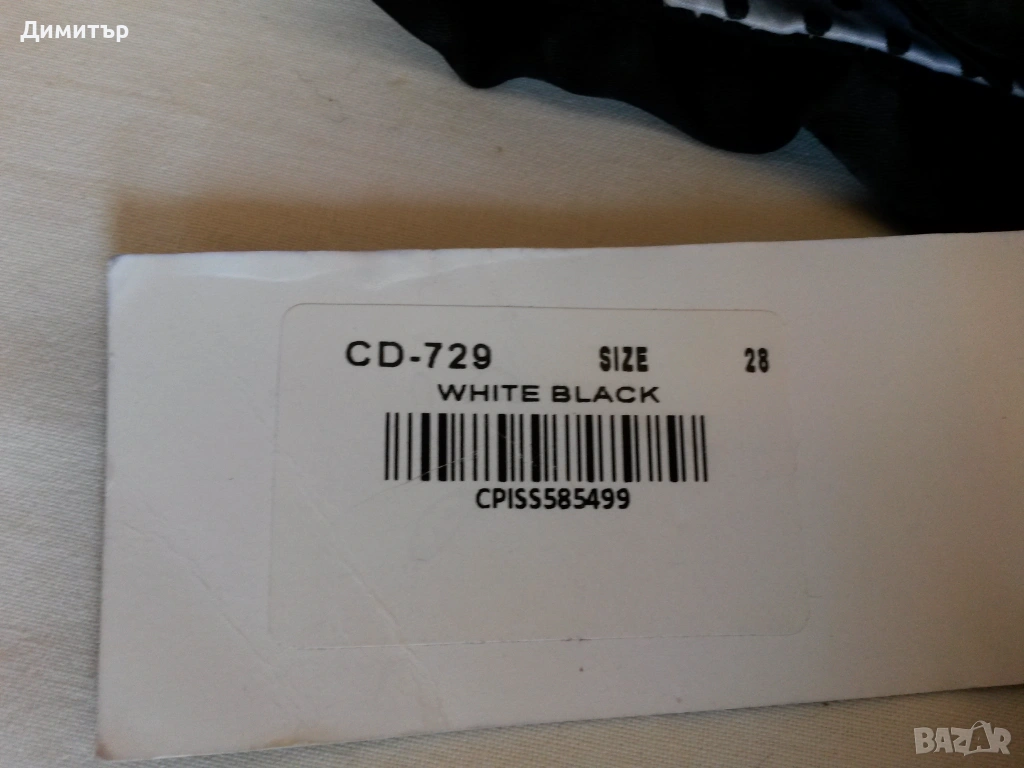 Димитър
CD-729 SIZE 28
WHITE BLACK
CPISS585499
BAZAR